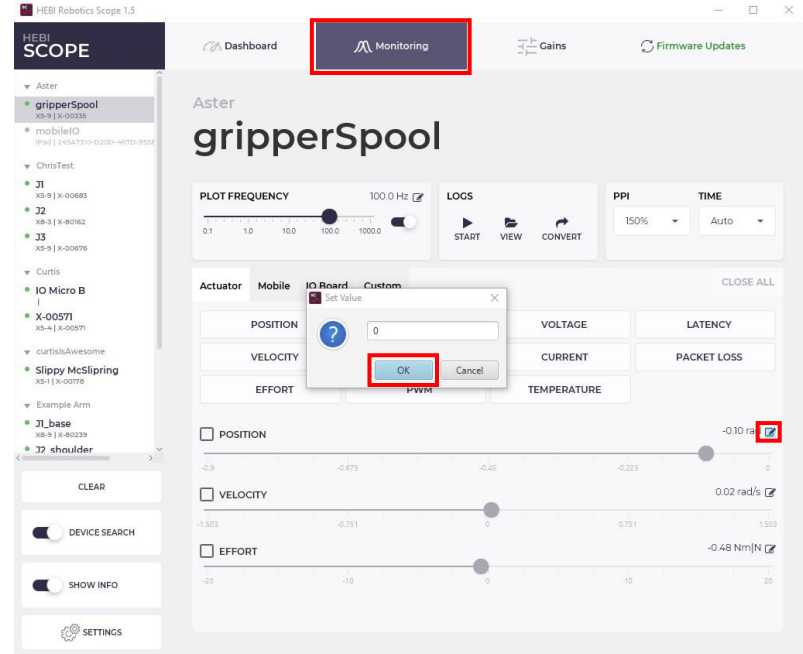 HEBI Robotics Scope 1.5
HEBI
SCOPE
Dashboard
Monitoring
Gains
Firmware Updates
Aster
gripperSpool
X5-9 | X-00335
mobileIO
ChrisTest
J1
X5-9 | X-00683
J2
X8-3 | X-80162
J3
X5-9 | X-00676
Curtis
IO Micro B
|
X-00571
X5-4 | X-00571
curtisIsAwesome
Slippy McSlipring
X5-1 | X-00178
Example Arm
J1_base
X8-9 | X-80239
J2_shoulder
CLEAR
DEVICE SEARCH
SHOW INFO
SETTINGS
Aster
gripperSpool
PLOT FREQUENCY
100.0 Hz
0.1 1.0 10.0 100.0 1000.0
LOGS
START VIEW CONVERT
PPI TIME
150% Auto
Actuator Mobile IO Board Custom
CLOSE ALL
POSITION VOLTAGE LATENCY
VELOCITY CURRENT PACKET LOSS
EFFORT PWM TEMPERATURE
Set Value
0
OK Cancel
POSITION
-0.10 rad
-0.9 -0.675 -0.45 -0.225 0
VELOCITY
0.02 rad/s
-1.503 -0.751 0 0.751 1.503
EFFORT
-0.48 Nm|N
-20 -10 0 10 20